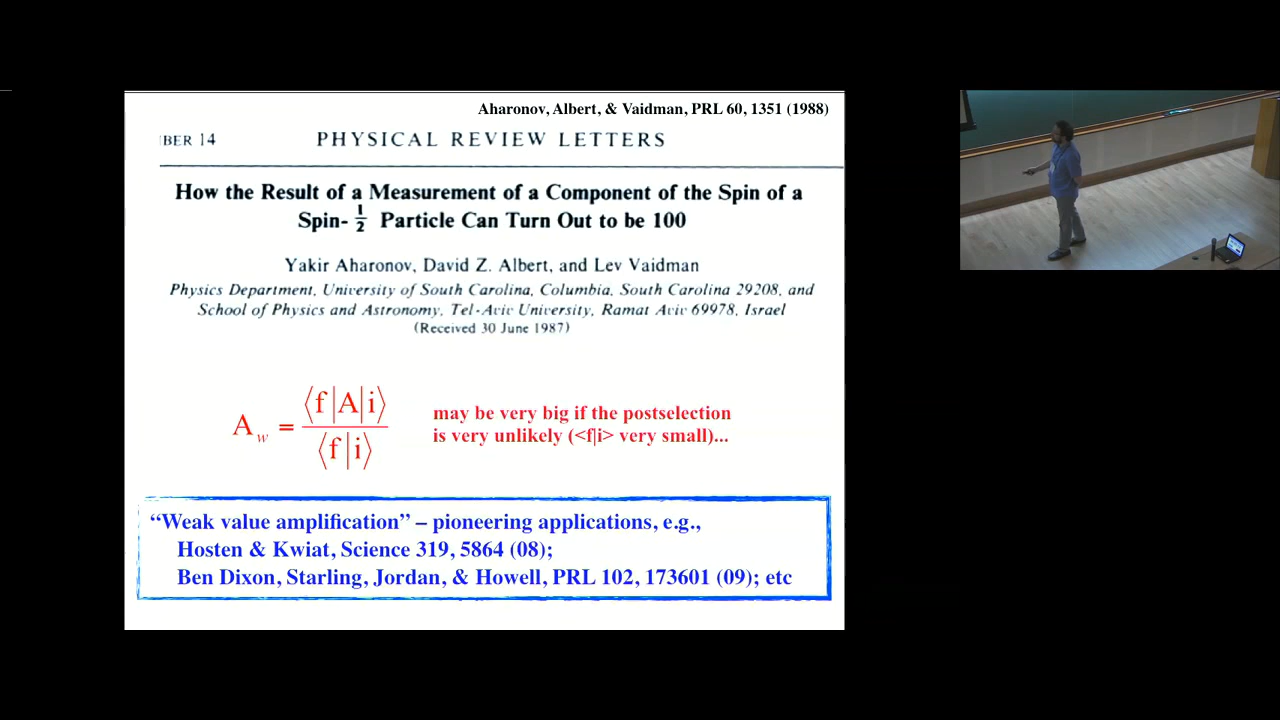 Aharonov, Albert, & Vaidman, PRL 60, 1351 (1988)
BER 14 PHYSICAL REVIEW LETTERS
How the Result of a Measurement of a Component of the Spin of a
Spin- 1/2 Particle Can Turn Out to be 100
Yakir Aharonov, David Z. Albert, and Lev Vaidman
Physics Department, University of South Carolina, Columbia, South Carolina 29208, and
School of Physics and Astronomy, Tel-Aviv University, Ramat Aviv 69978, Israel
(Received 30 June 1987)
A_w = ⟨f|A|i⟩ / ⟨f|i⟩
may be very big if the postselection
is very unlikely (<f|i> very small)...
“Weak value amplification” – pioneering applications, e.g.,
Hosten & Kwiat, Science 319, 5864 (08);
Ben Dixon, Starling, Jordan, & Howell, PRL 102, 173601 (09); etc